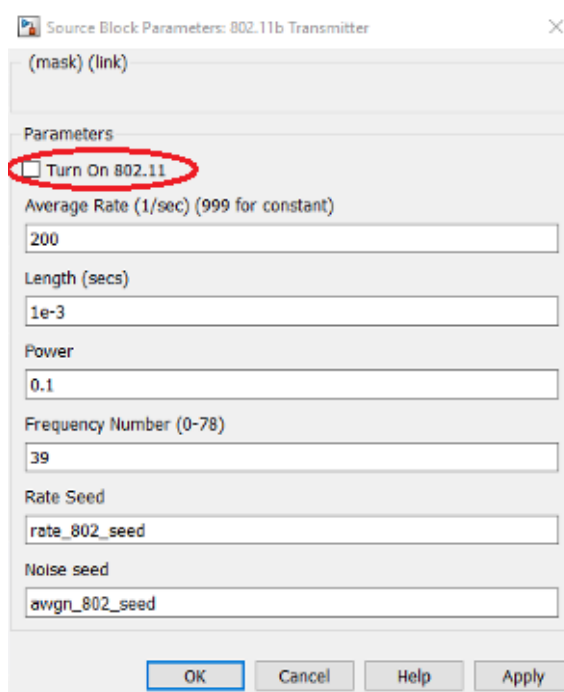 Source Block Parameters: 802.11b Transmitter
(mask) (link)
Parameters
Turn On 802.11
Average Rate (1/sec) (999 for constant)
200
Length (secs)
1e-3
Power
0.1
Frequency Number (0-78)
39
Rate Seed
rate_802_seed
Noise seed
awgn_802_seed
OK Cancel Help Apply